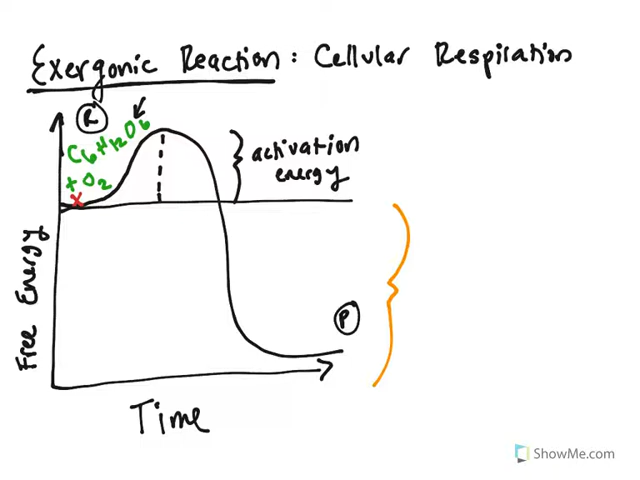 Exergonic Reaction: Cellular Respiration
R
C6H12O6
+ O2
x
activation
energy
Free Energy
P
Time
ShowMe.com